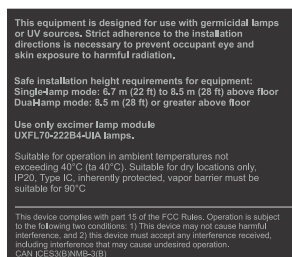 This equipment is designed for use with germicidal lamps
or UV sources. Strict adherence to the installation
directions is necessary to prevent occupant eye and
skin exposure to harmful radiation.
Safe installation height requirements for equipment:
Single-lamp mode: 6.7 m (22 ft) to 8.5 m (28 ft) above floor
Dual-lamp mode: 8.5 m (28 ft) or greater above floor
Use only excimer lamp module
UXFL70-222B4-UIA lamps.
Suitable for operation in ambient temperatures not
exceeding 40°C (ta 40°C). Suitable for dry locations only,
IP20, Type IC, inherently protected, vapor barrier must be
suitable for 90°C
This device complies with part 15 of the FCC Rules. Operation is subject
to the following two conditions: 1) This device may not cause harmful
interference, and 2) this device must accept any interference received,
including interference that may cause undesired operation.
CAN ICES3(B)NMB-3(B)